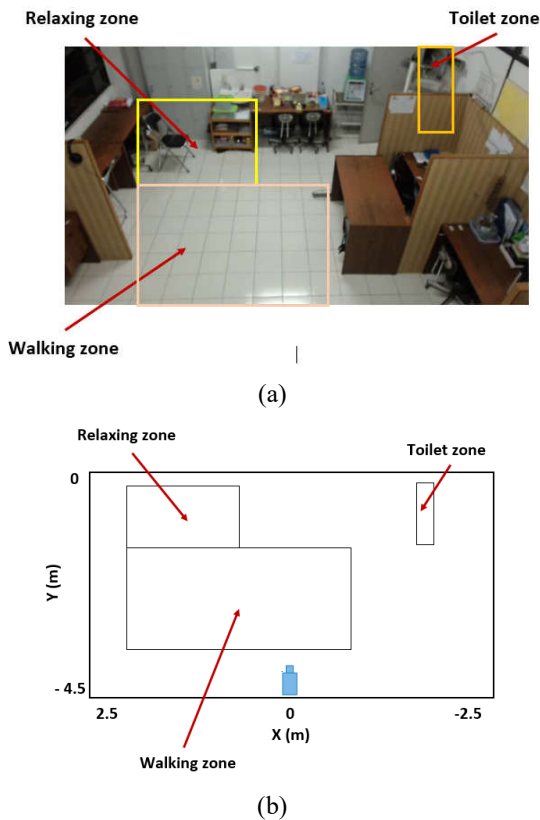 Relaxing zone
Toilet zone
Walking zone
(a)
Relaxing zone
Toilet zone
0
Y (m)
- 4.5
2.5
0
-2.5
X (m)
Walking zone
(b)